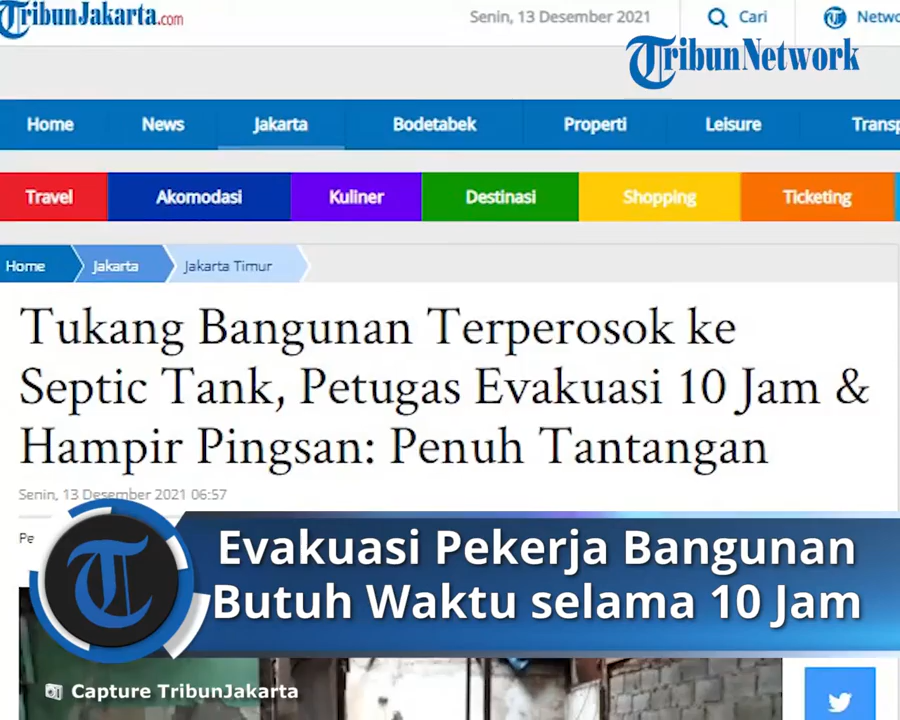 TribunJakarta.com
Senin, 13 Desember 2021
Cari
Netwo
TribunNetwork
Home News Jakarta Bodetabek Properti Leisure Transp
Travel Akomodasi Kuliner Destinasi Shopping Ticketing
Home Jakarta Jakarta Timur
Tukang Bangunan Terperosok ke
Septic Tank, Petugas Evakuasi 10 Jam &
Hampir Pingsan: Penuh Tantangan
Senin, 13 Desember 2021 06:57
Pe
Evakuasi Pekerja Bangunan
Butuh Waktu selama 10 Jam
Capture TribunJakarta